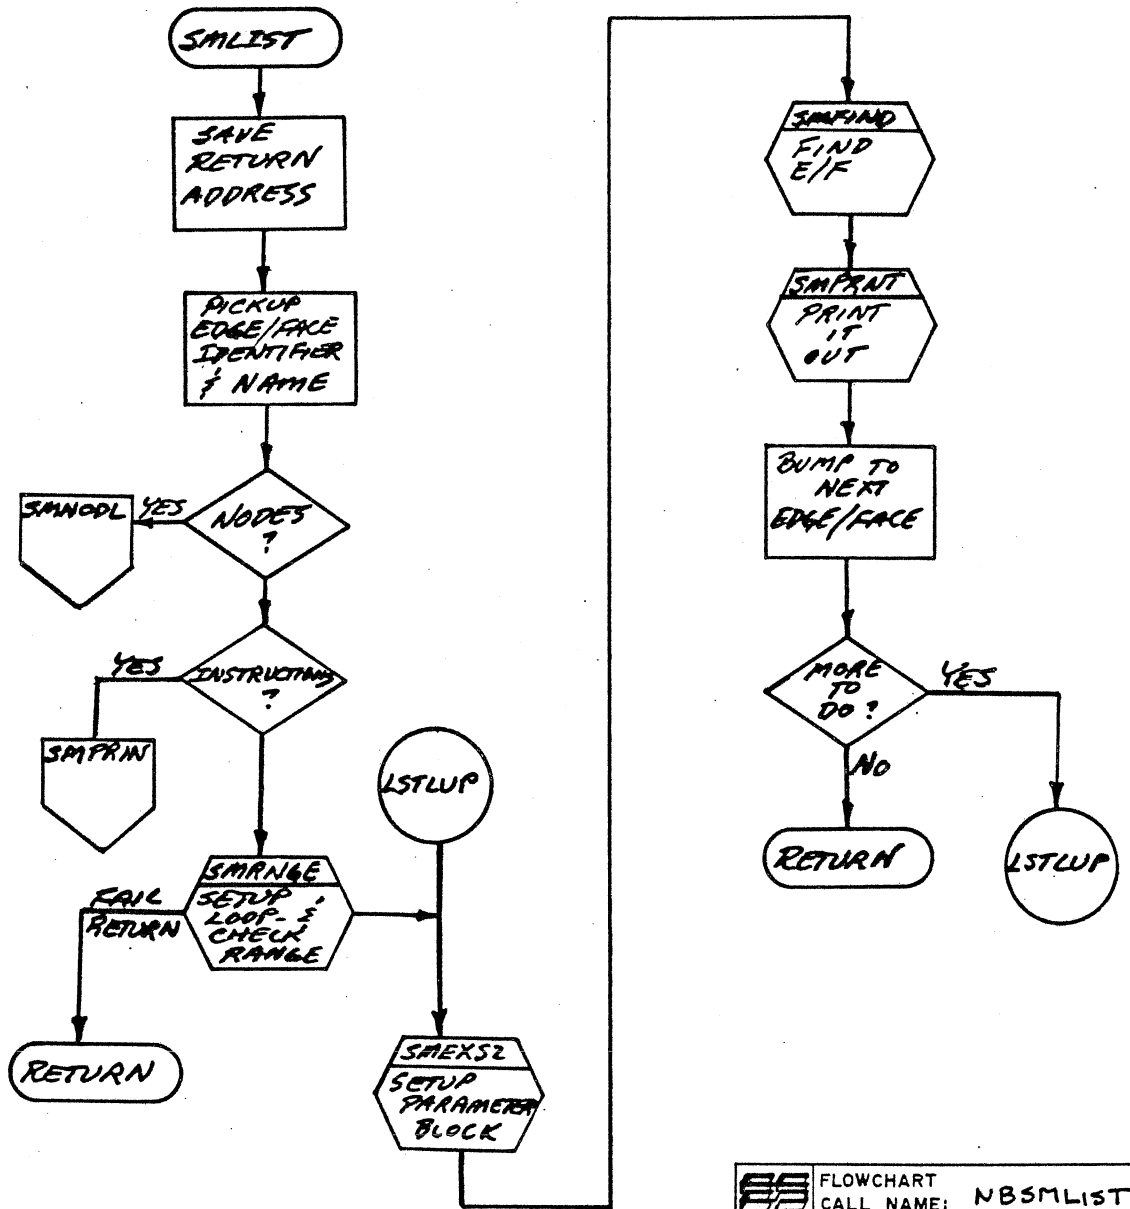 SMLIST
SAVE
RETURN
ADDRESS
PICKUP
EDGE/FACE
IDENTIFIER
& NAME
NODES
?
YES
SMNODL
INSTRUCTIONS
?
YES
SMPRIN
LSTLUP
SMRNGE
SETUP
LOOP- &
CHECK
RANGE
FAIL
RETURN
RETURN
SMEXS2
SETUP
PARAMETER
BLOCK
SMFIND
FIND
E/F
SMPRNT
PRINT
IT
OUT
BUMP TO
NEXT
EDGE/FACE
MORE
TO
DO?
YES
NO
RETURN
LSTLUP
FLOWCHART
CALL NAME: NBSMLIST